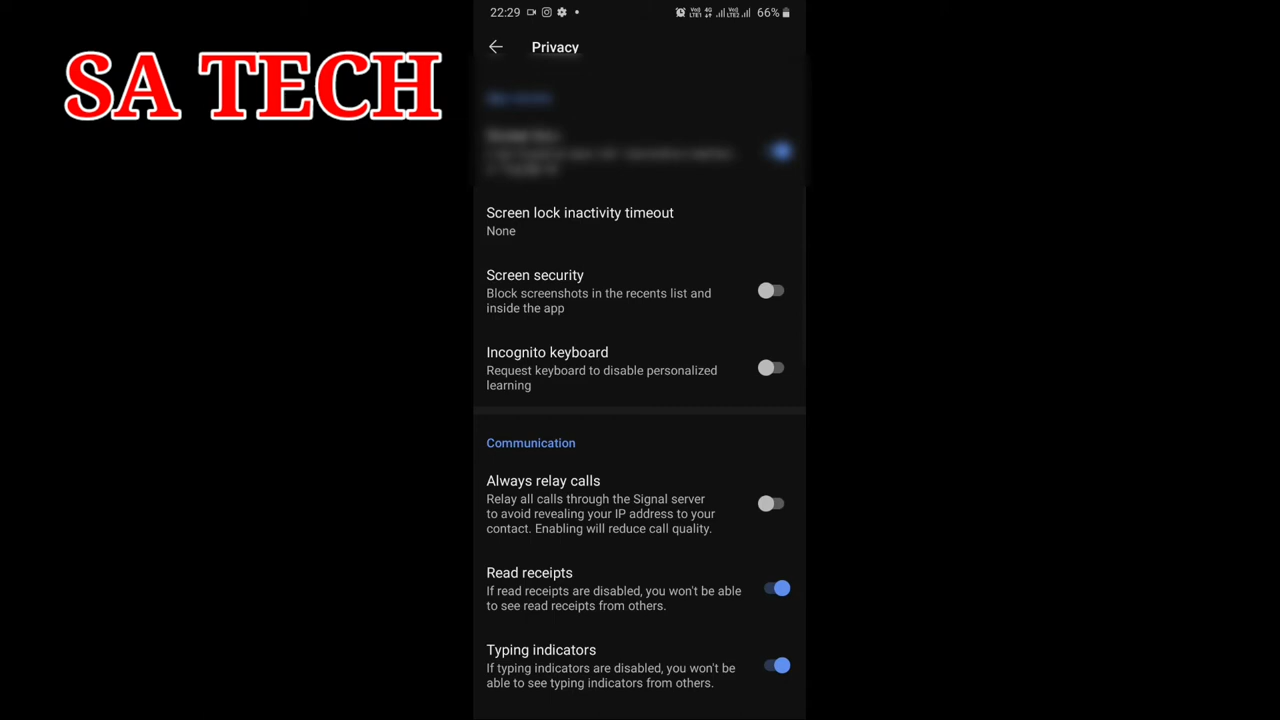 22:29
66%
SA TECH
Privacy
Screen lock inactivity timeout
None
Screen security
Block screenshots in the recents list and
inside the app
Incognito keyboard
Request keyboard to disable personalized
learning
Communication
Always relay calls
Relay all calls through the Signal server
to avoid revealing your IP address to your
contact. Enabling will reduce call quality.
Read receipts
If read receipts are disabled, you won't be able
to see read receipts from others.
Typing indicators
If typing indicators are disabled, you won't be
able to see typing indicators from others.